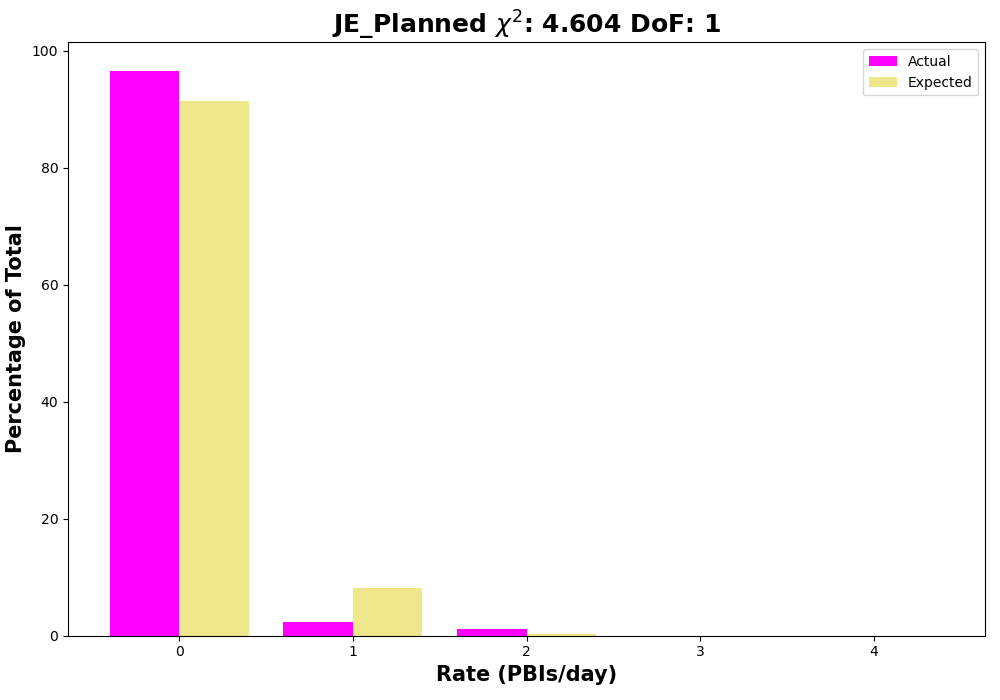 JE_Planned χ²: 4.604 DoF: 1
100
80
60
40
20
0
Percentage of Total
Actual
Expected
0 1 2 3 4
Rate (PBIs/day)